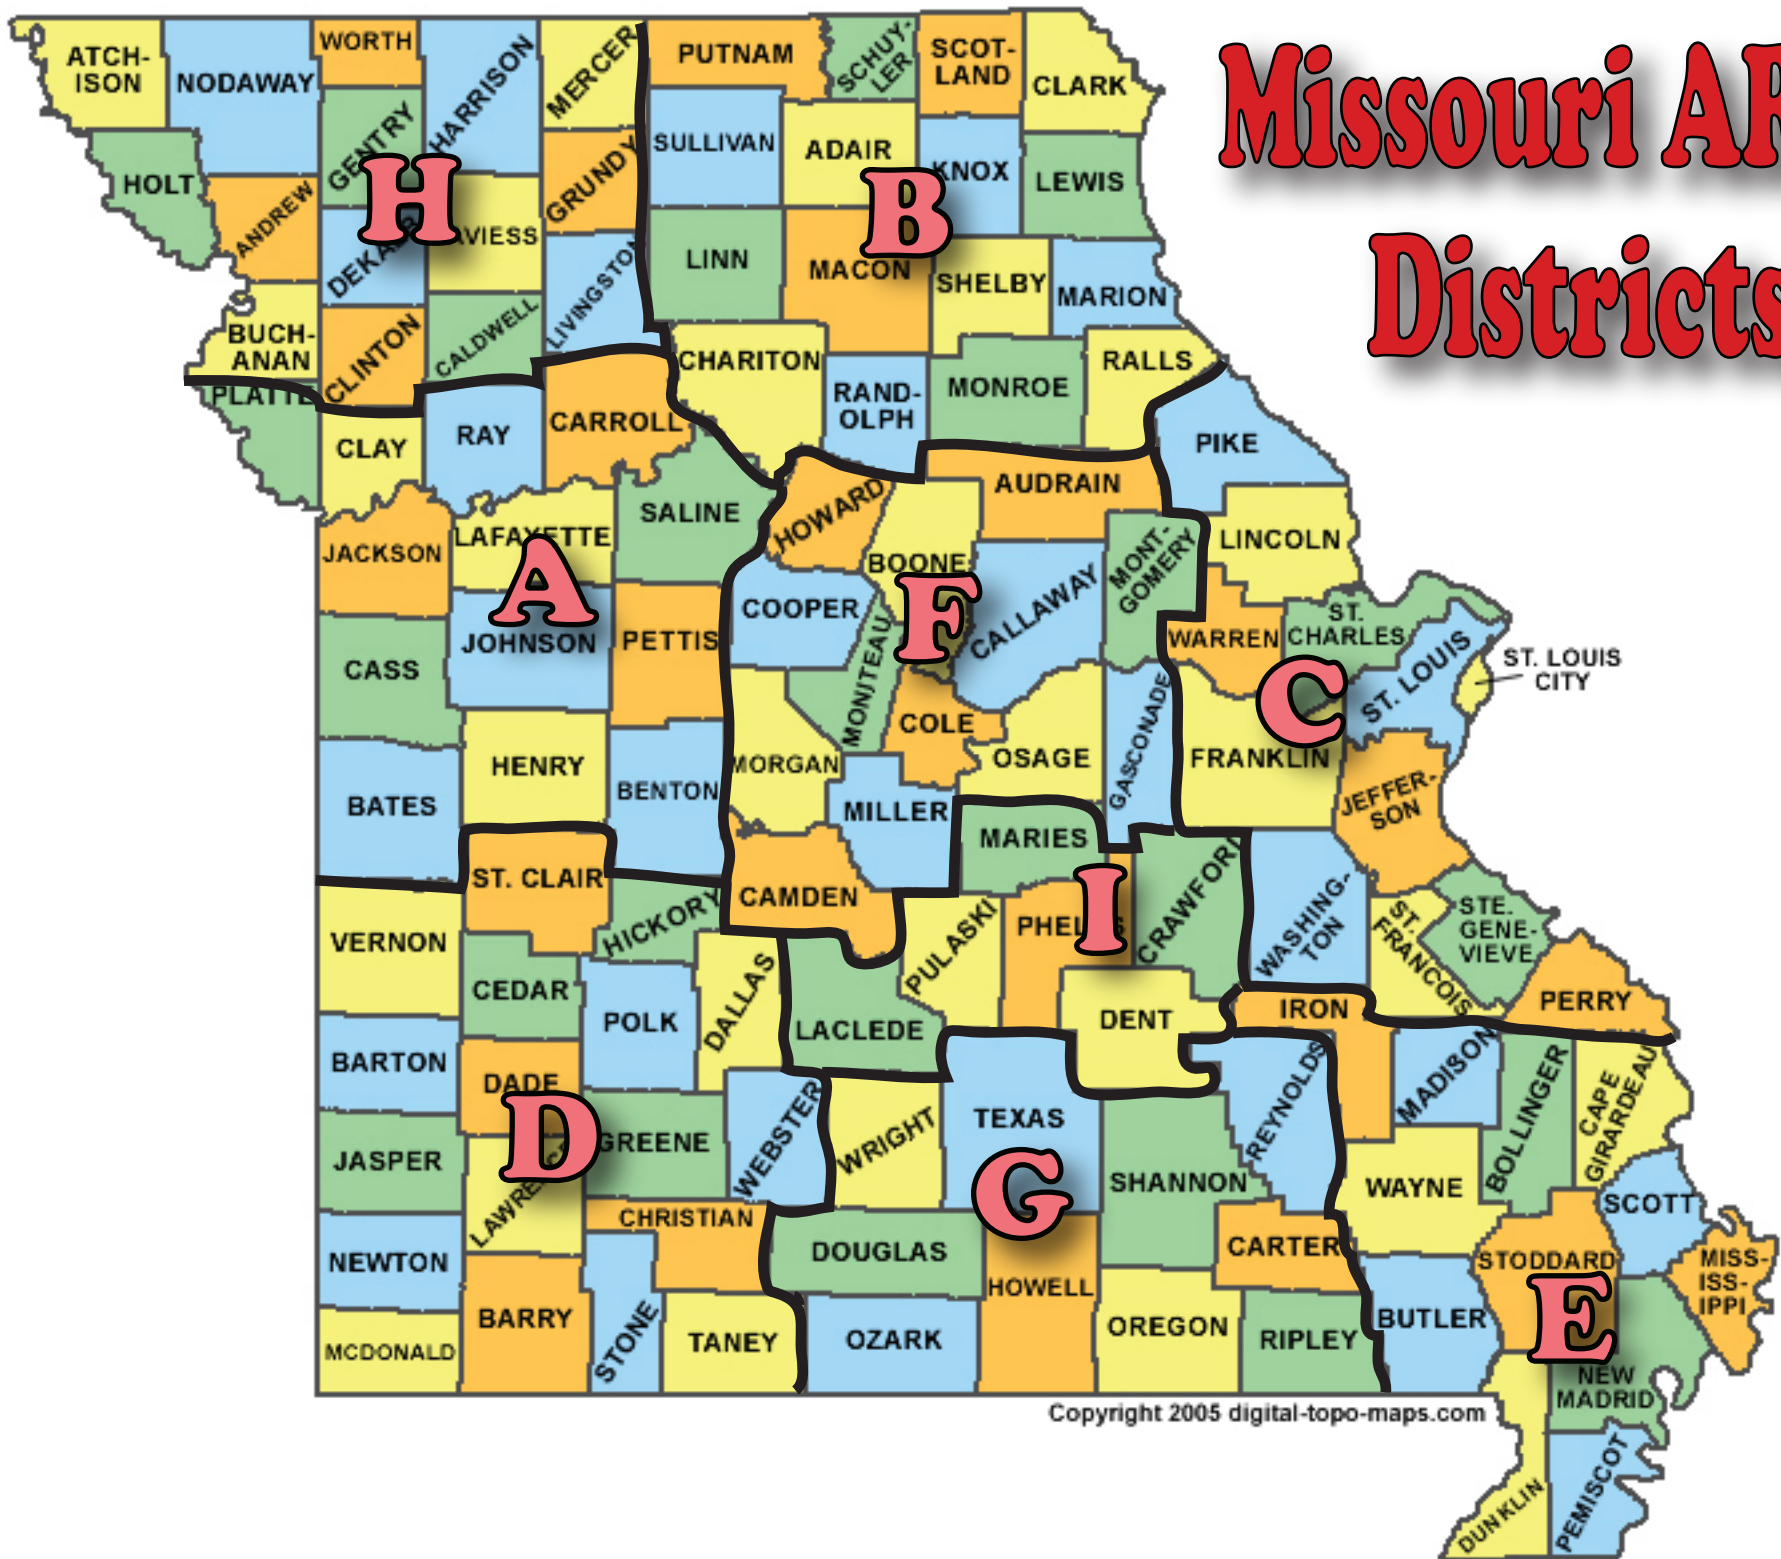 Missouri AR
Districts
ATCH-
ISON
NODAWAY
WORTH
HARRISON
MERCER
PUTNAM
SCHUY-
LER
SCOT-
LAND
CLARK
HOLT
GENTRY
GRUNDY
SULLIVAN
ADAIR
KNOX
LEWIS
ANDREW
H
B
DEKALB
AVIESS
LIVINGSTON
LINN
MACON
SHELBY
MARION
BUCH-
ANAN
CLINTON
CALDWELL
CHARITON
RAND-
OLPH
MONROE
RALLS
PLATTE
CLAY
RAY
CARROLL
PIKE
JACKSON
LAFAYETTE
SALINE
HOWARD
AUDRAIN
BOONE
MONT-
GOMERY
LINCOLN
A
JOHNSON
PETTIS
COOPER
F
CALLAWAY
WARREN
ST.
CHARLES
ST. LOUIS
ST. LOUIS
CITY
CASS
MONITEAU
COLE
OSAGE
GASCONADE
C
FRANKLIN
BATES
HENRY
BENTON
MORGAN
MILLER
JEFFER-
SON
MARIES
ST. CLAIR
HICKORY
CAMDEN
PULASKI
PHELPS
I
CRAWFORD
WASHING-
TON
ST.
FRANCOIS
STE.
GENE-
VIEVE
PERRY
VERNON
CEDAR
POLK
DALLAS
LACLEDE
DENT
IRON
BARTON
DADE
WEBSTER
WRIGHT
TEXAS
REYNOLDS
MADISON
BOLLINGER
CAPE
GIRARDEAU
JASPER
D
GREENE
LAWRENCE
G
SHANNON
WAYNE
SCOTT
NEWTON
CHRISTIAN
DOUGLAS
HOWELL
CARTER
STODDARD
MISS-
ISS-
IPPI
MCDONALD
BARRY
STONE
TANEY
OZARK
OREGON
RIPLEY
BUTLER
E
NEW
MADRID
Copyright 2005 digital-topo-maps.com
DUNKLIN
PEMISCOT